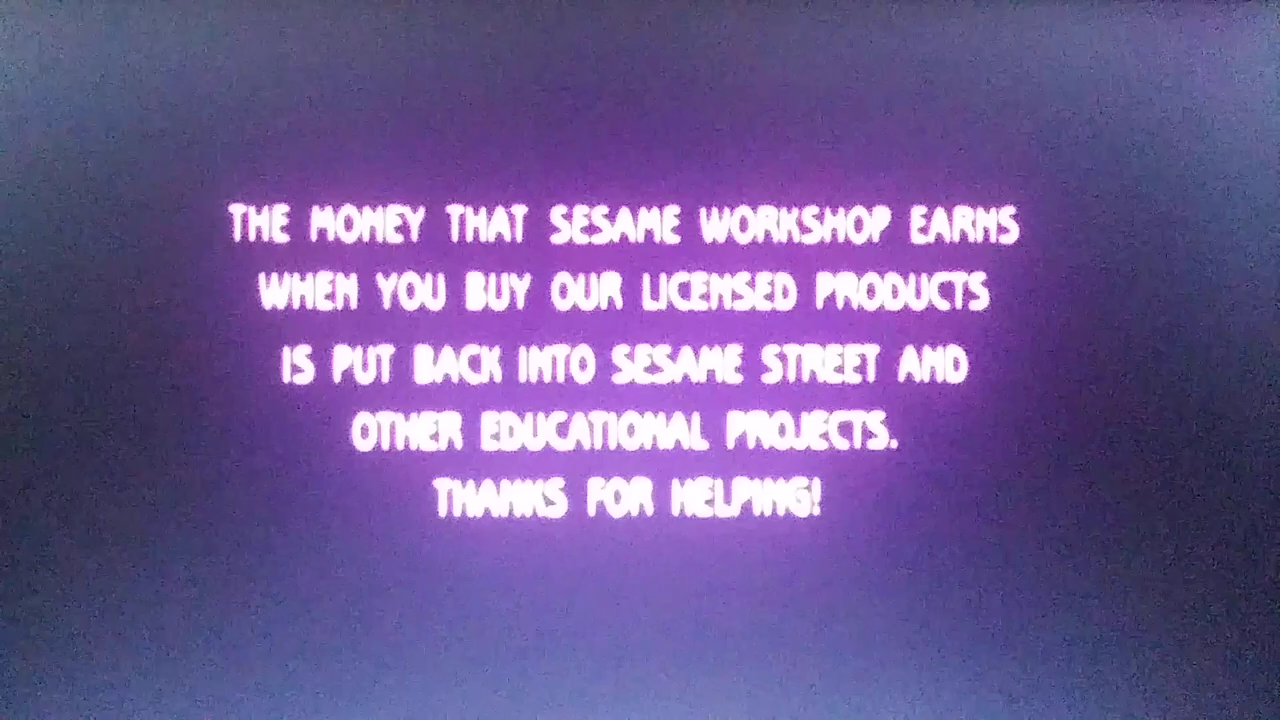 THE MONEY THAT SESAME WORKSHOP EARNS
WHEN YOU BUY OUR LICENSED PRODUCTS
IS PUT BACK INTO SESAME STREET AND
OTHER EDUCATIONAL PROJECTS.
THANKS FOR HELPING!